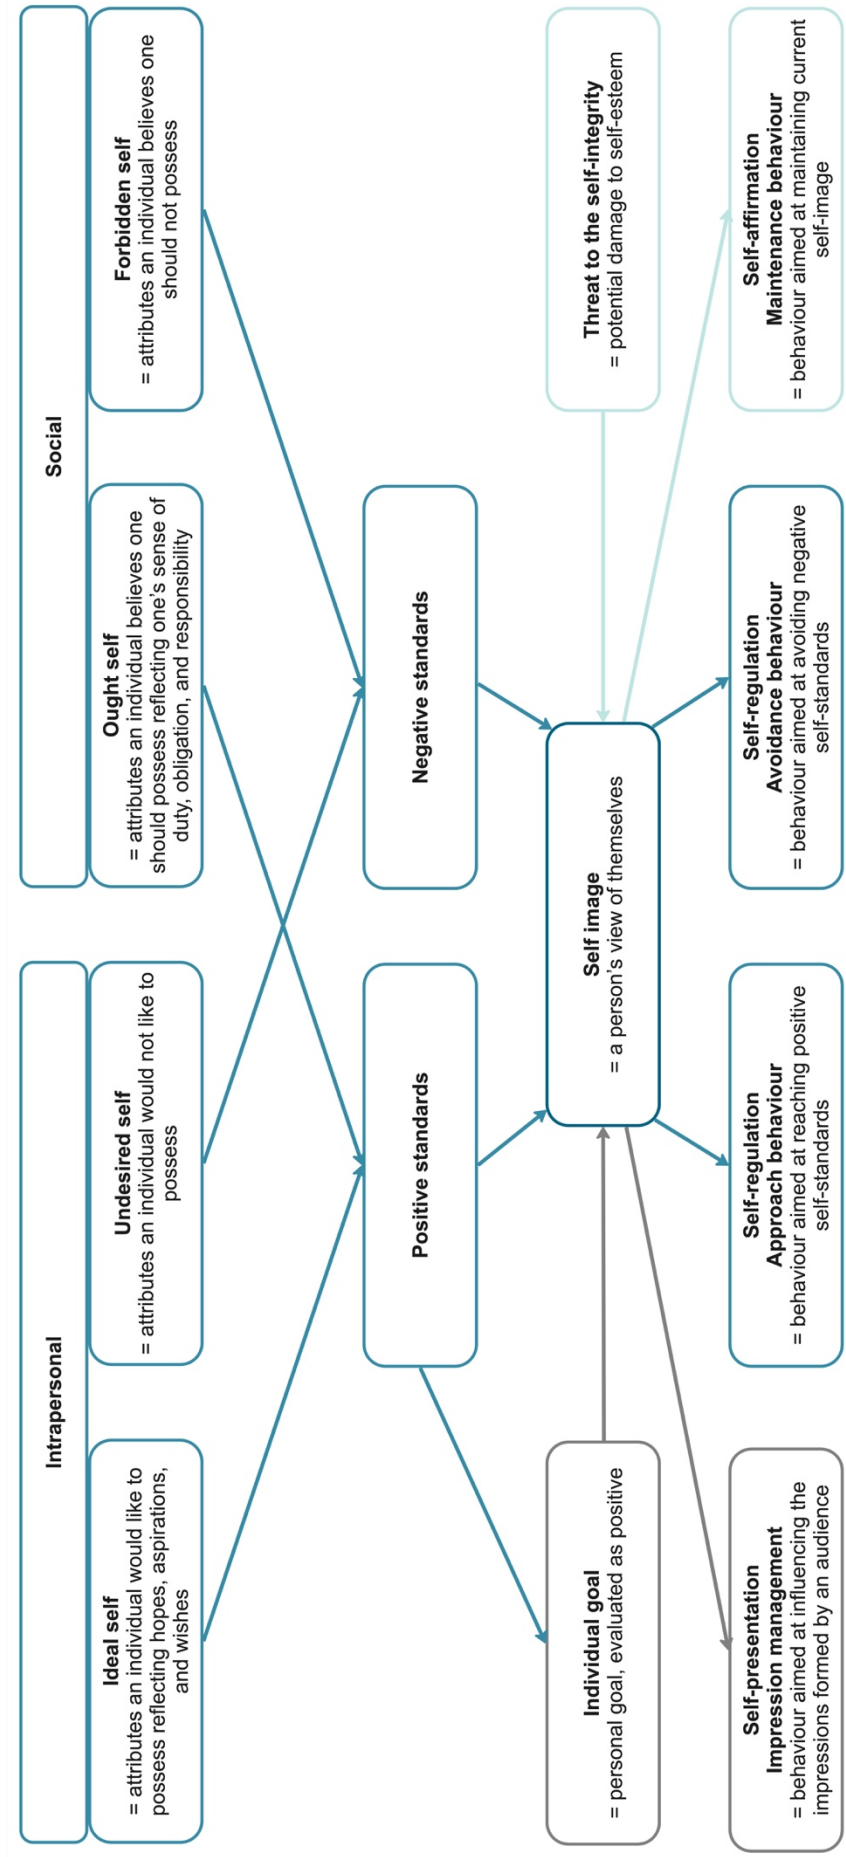 Intrapersonal
Social
Ideal self
= attributes an individual would like to
possess reflecting hopes, aspirations,
and wishes
Undesired self
= attributes an individual would not like to
possess
Ought self
= attributes an individual believes one
should possess reflecting one's sense of
duty, obligation, and responsibility
Forbidden self
= attributes an individual believes one
should not possess
Positive standards
Negative standards
Individual goal
= personal goal, evaluated as positive
Self image
= a person's view of themselves
Threat to the self-integrity
= potential damage to self-esteem
Self-presentation
Impression management
= behaviour aimed at influencing the
impressions formed by an audience
Self-regulation
Approach behaviour
= behaviour aimed at reaching positive
self-standards
Self-regulation
Avoidance behaviour
= behaviour aimed at avoiding negative
self-standards
Self-affirmation
Maintenance behaviour
= behaviour aimed at maintaining current
self-image